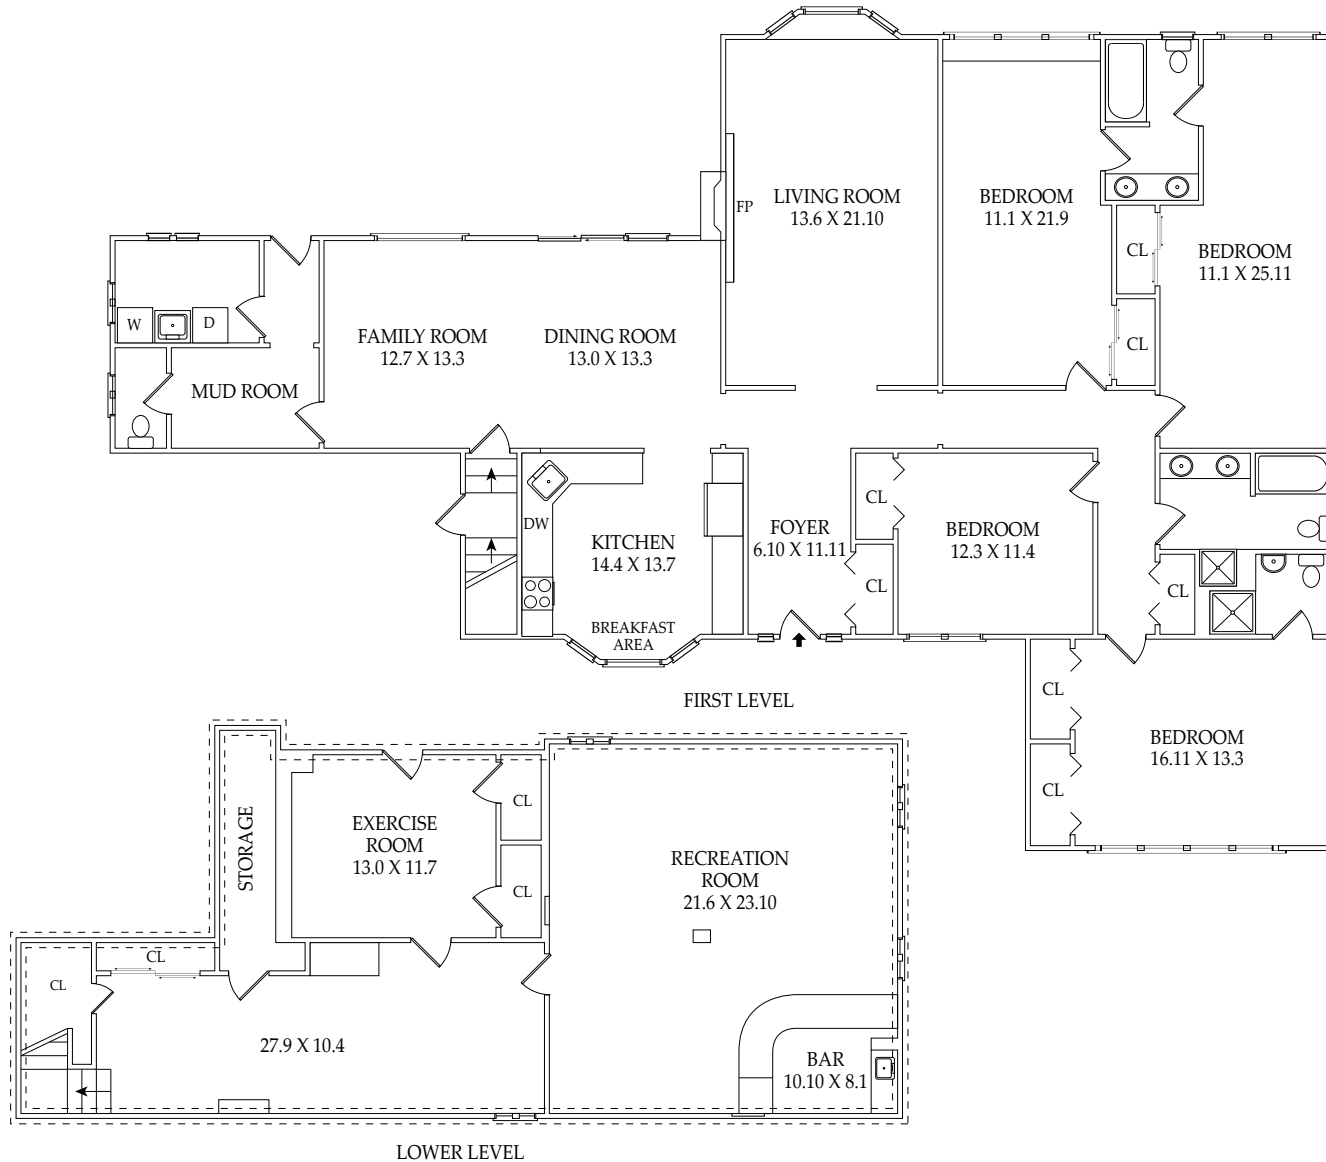 FP
LIVING ROOM
13.6 X 21.10
BEDROOM
11.1 X 21.9
CL
BEDROOM
11.1 X 25.11
CL
W
D
FAMILY ROOM
12.7 X 13.3
DINING ROOM
13.0 X 13.3
MUD ROOM
DW
KITCHEN
14.4 X 13.7
BREAKFAST
AREA
FOYER
6.10 X 11.11
CL
CL
BEDROOM
12.3 X 11.4
CL
FIRST LEVEL
CL
CL
BEDROOM
16.11 X 13.3
STORAGE
EXERCISE
ROOM
13.0 X 11.7
CL
CL
RECREATION
ROOM
21.6 X 23.10
CL
CL
27.9 X 10.4
BAR
10.10 X 8.1
LOWER LEVEL